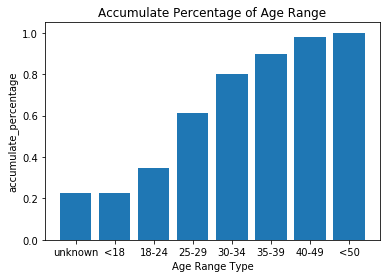 Accumulate Percentage of Age Range
accumulate_percentage
1.0
0.8
0.6
0.4
0.2
0.0
unknown <18 18-24 25-29 30-34 35-39 40-49 <50
Age Range Type